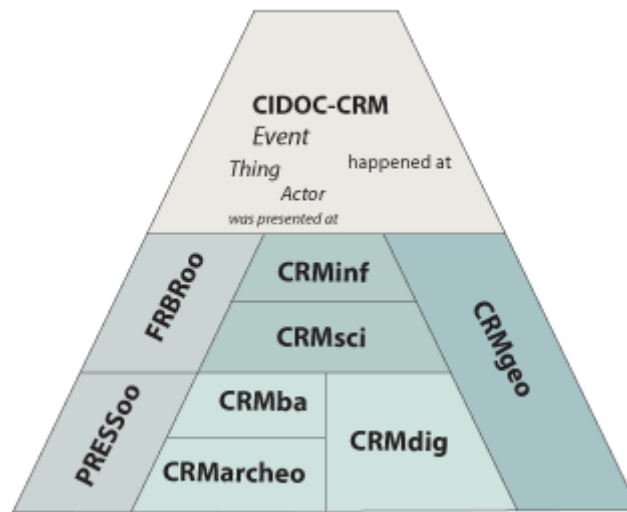 CIDOC-CRM
Event
Thing
happened at
Actor
was presented at
FRBRoo
CRMinf
CRMgeo
CRMsci
PRESSoo
CRMba
CRMdig
CRMarcheo